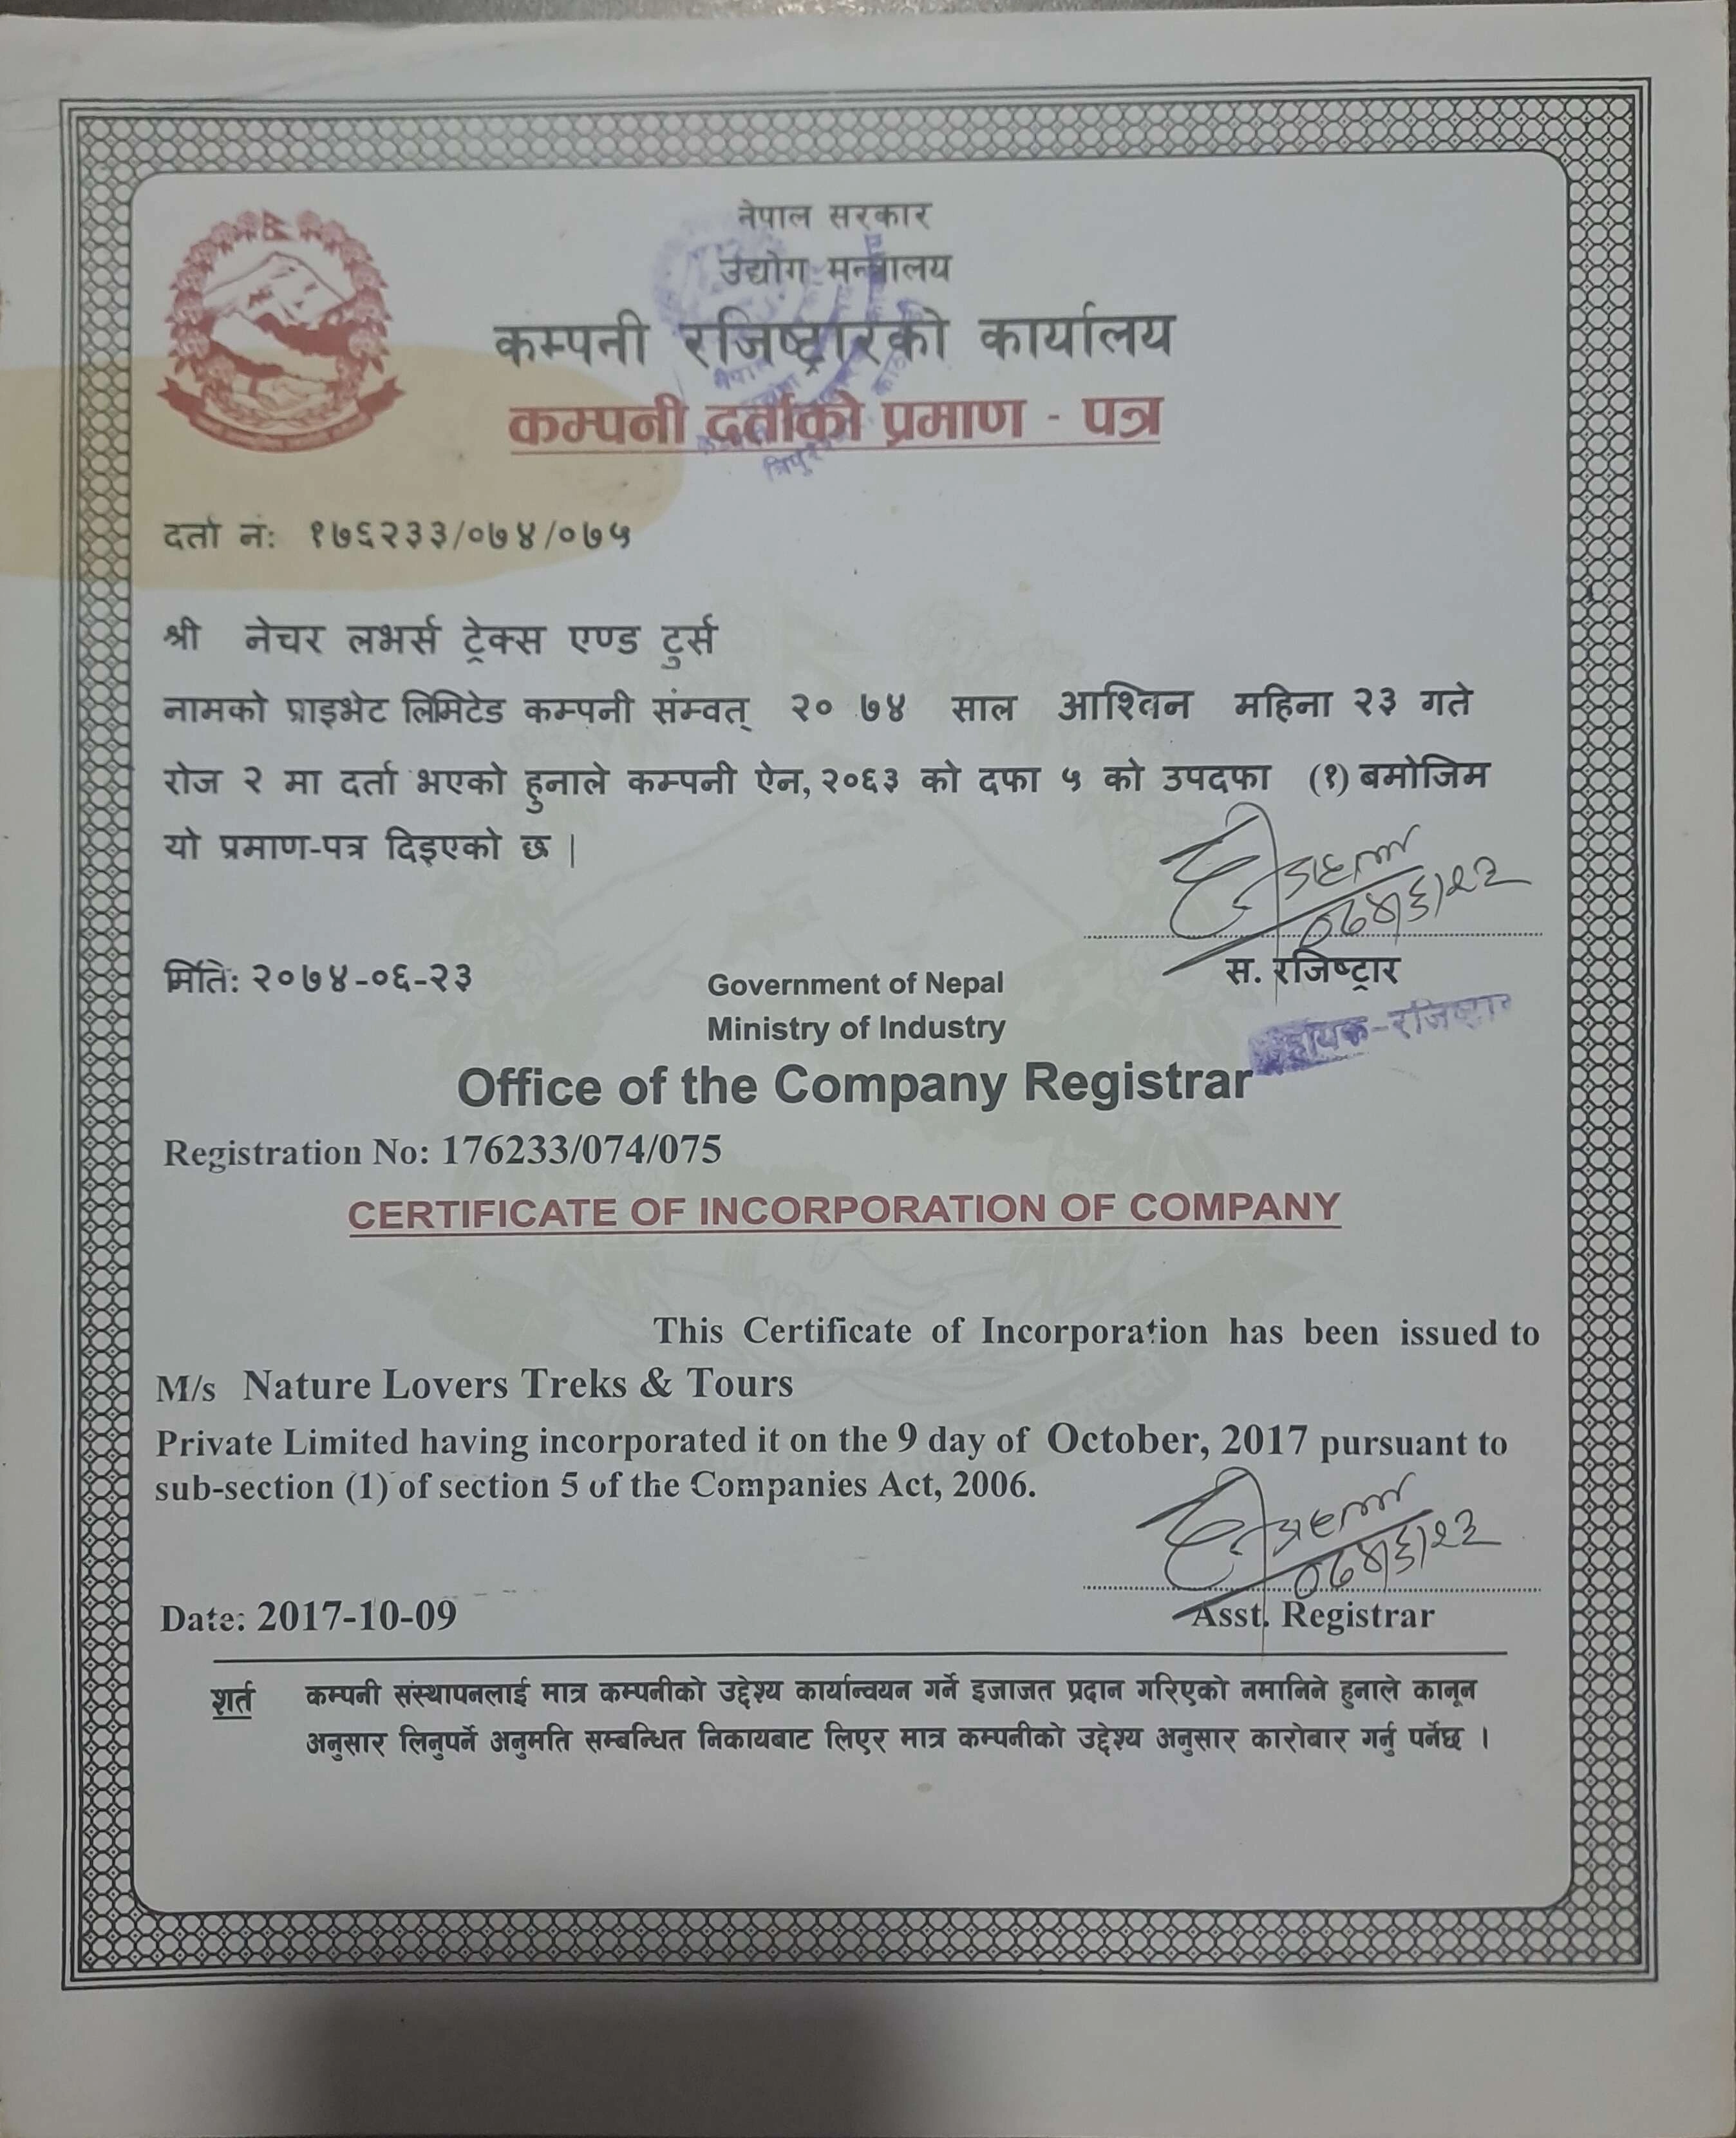 नेपाल सरकार
उद्योग मन्त्रालय
कम्पनी रजिष्ट्रारको कार्यालय
कम्पनी दर्ताको प्रमाण - पत्र
दर्ता नं: १७६२३३/०७४/०७५
श्री नेचर लभर्स ट्रेक्स एण्ड टुर्स
नामको प्राइभेट लिमिटेड कम्पनी संम्वत् २० ७४ साल आश्विन महिना २३ गते
रोज २ मा दर्ता भएको हुनाले कम्पनी ऐन, २०६३ को दफा ५ को उपदफा (१) बमोजिम
यो प्रमाण-पत्र दिइएको छ |
स. रजिष्ट्रार
मिति: २०७४-०६-२३
रजिष्ट्रार
Government of Nepal
Ministry of Industry
Office of the Company Registrar
Registration No: 176233/074/075
CERTIFICATE OF INCORPORATION OF COMPANY
This Certificate of Incorporation has been issued to
M/s Nature Lovers Treks & Tours
Private Limited having incorporated it on the 9 day of October, 2017 pursuant to
sub-section (1) of section 5 of the Companies Act, 2006.
Date: 2017-10-09
Asst. Registrar
शर्त कम्पनी संस्थापनलाई मात्र कम्पनीको उद्देश्य कार्यान्वयन गर्ने इजाजत प्रदान गरिएको नमानिने हुनाले कानून
अनुसार लिनुपर्ने अनुमति सम्बन्धित निकायबाट लिएर मात्र कम्पनीको उद्देश्य अनुसार कारोबार गर्नु पर्नेछ ।